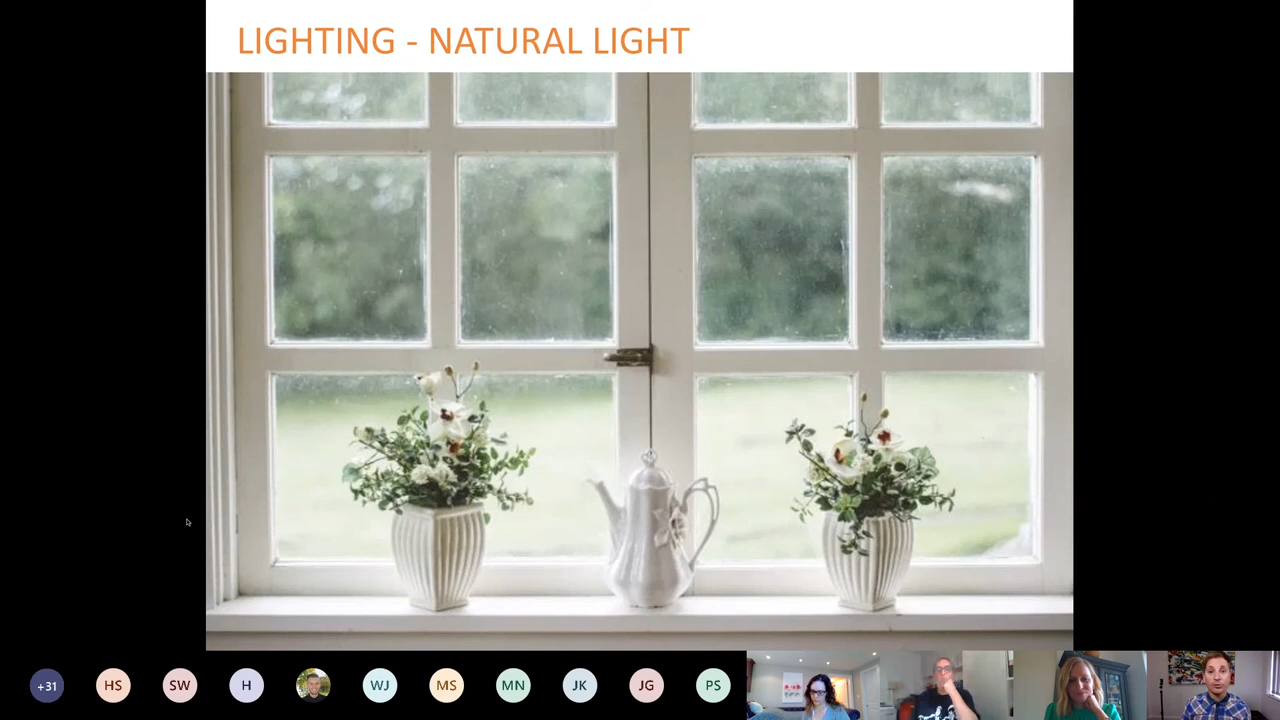 LIGHTING - NATURAL LIGHT
+31
HS
SW
H
WJ
MS
MN
JK
JG
PS